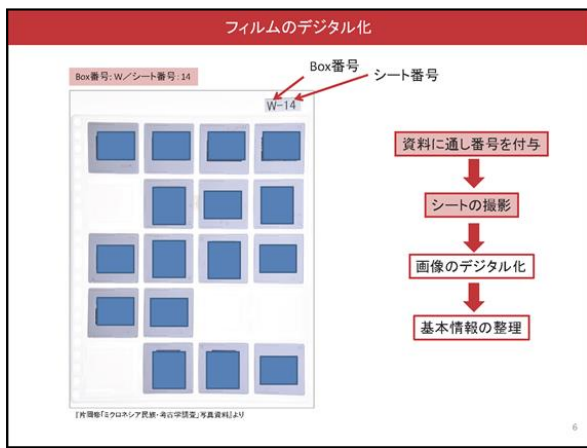 フィルムのデジタル化
Box番号: W／シート番号: 14
Box番号
シート番号
W-14
資料に通し番号を付与
シートの撮影
画像のデジタル化
基本情報の整理
『片岡修「ミクロネシア民族・考古学調査」写真資料』より
6